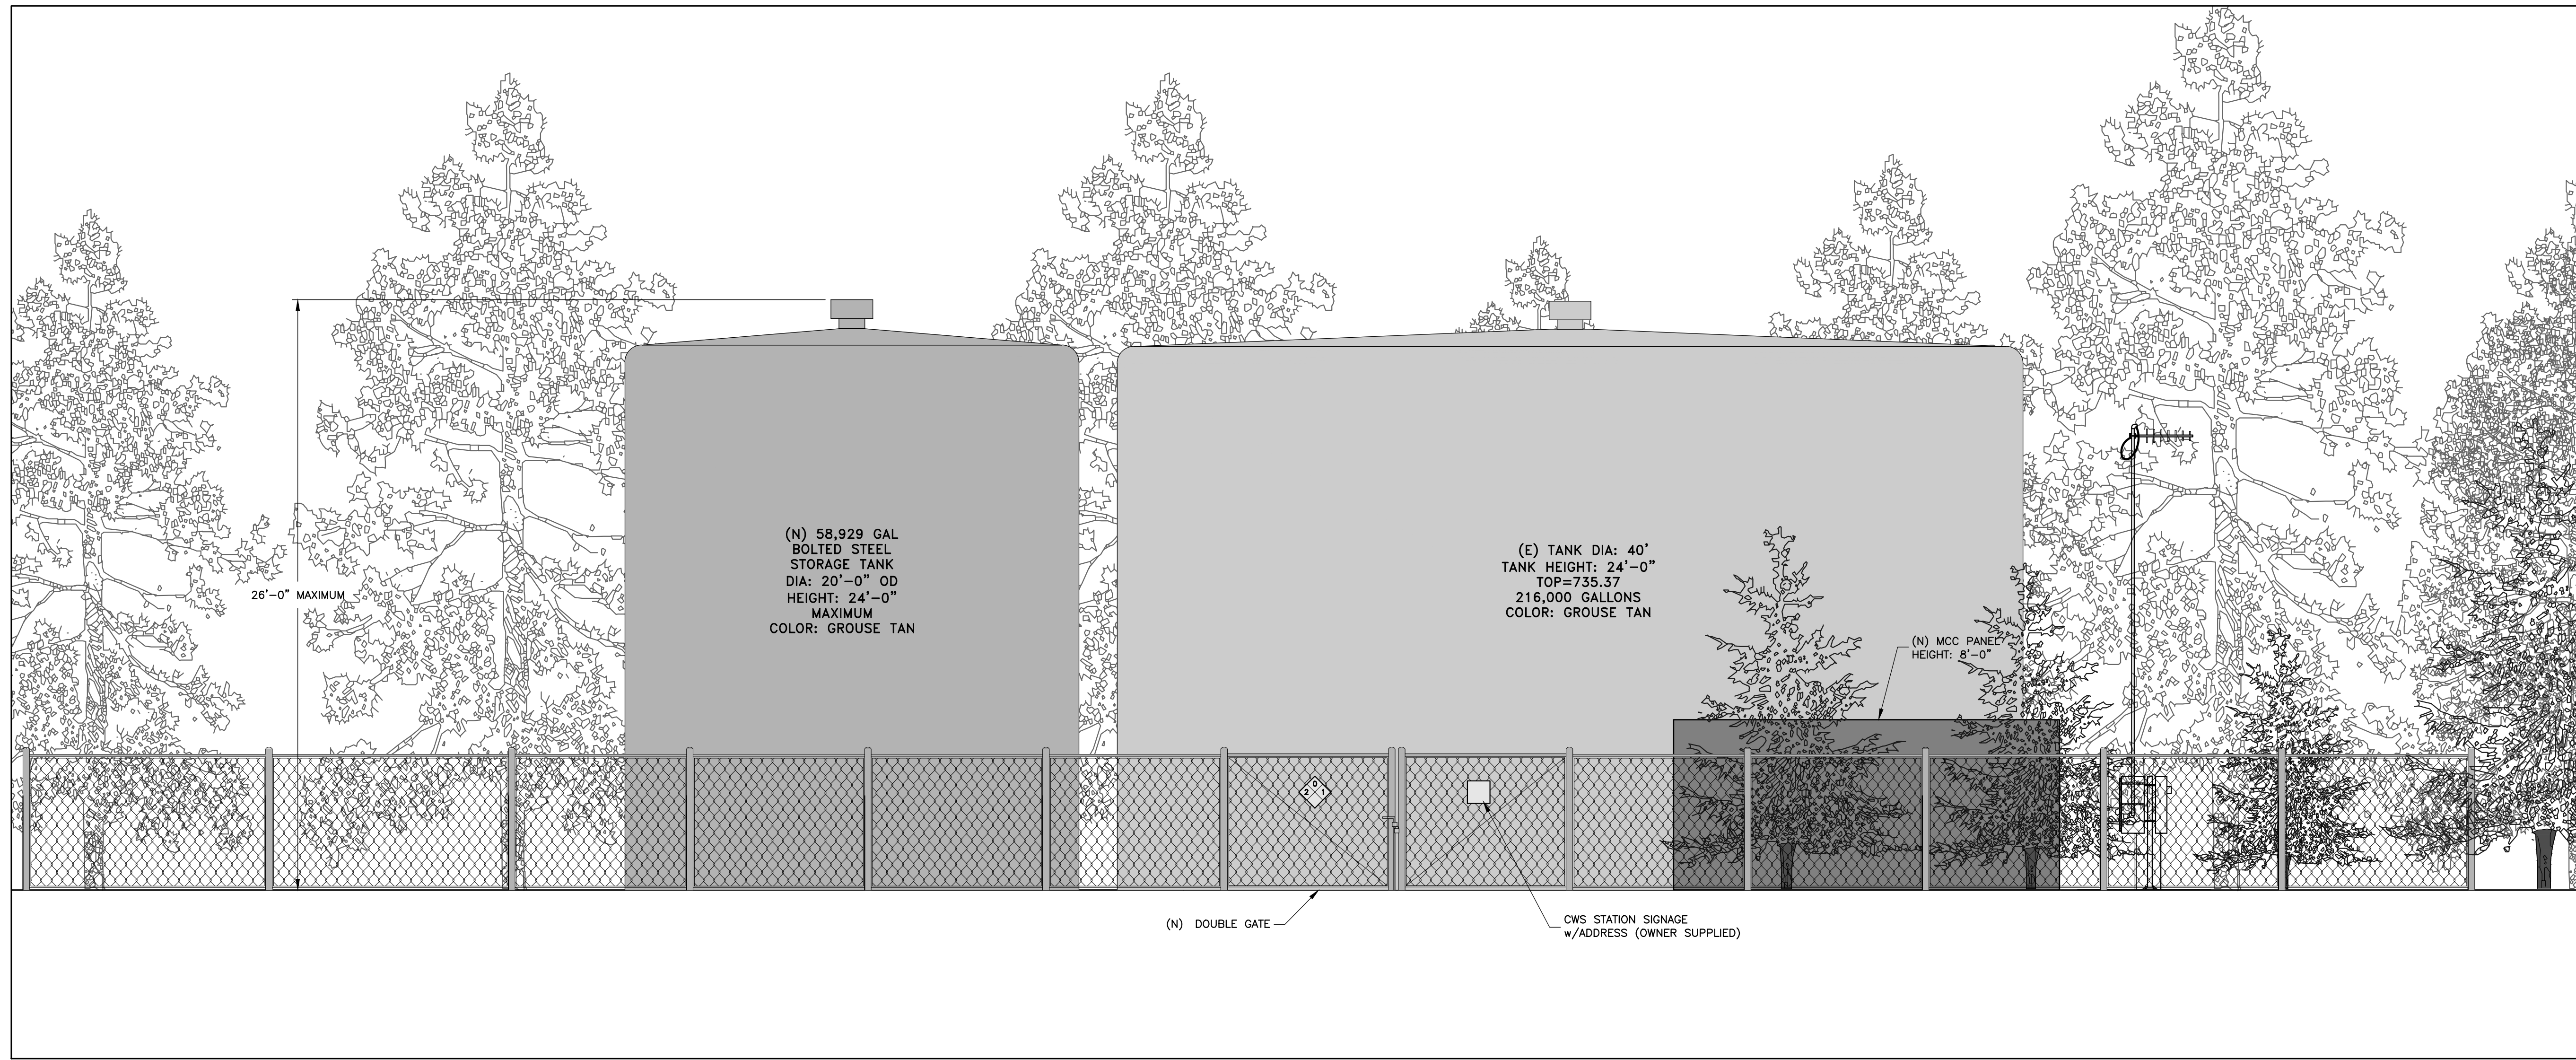 26'-0" MAXIMUM
(N) 58,929 GAL
BOLTED STEEL
STORAGE TANK
DIA: 20'-0" OD
HEIGHT: 24'-0"
MAXIMUM
COLOR: GROUSE TAN
(E) TANK DIA: 40'
TANK HEIGHT: 24'-0"
TOP=735.37
216,000 GALLONS
COLOR: GROUSE TAN
(N) MCC PANEL
HEIGHT: 8'-0"
0
2 1
(N) DOUBLE GATE
CWS STATION SIGNAGE
w/ADDRESS (OWNER SUPPLIED)